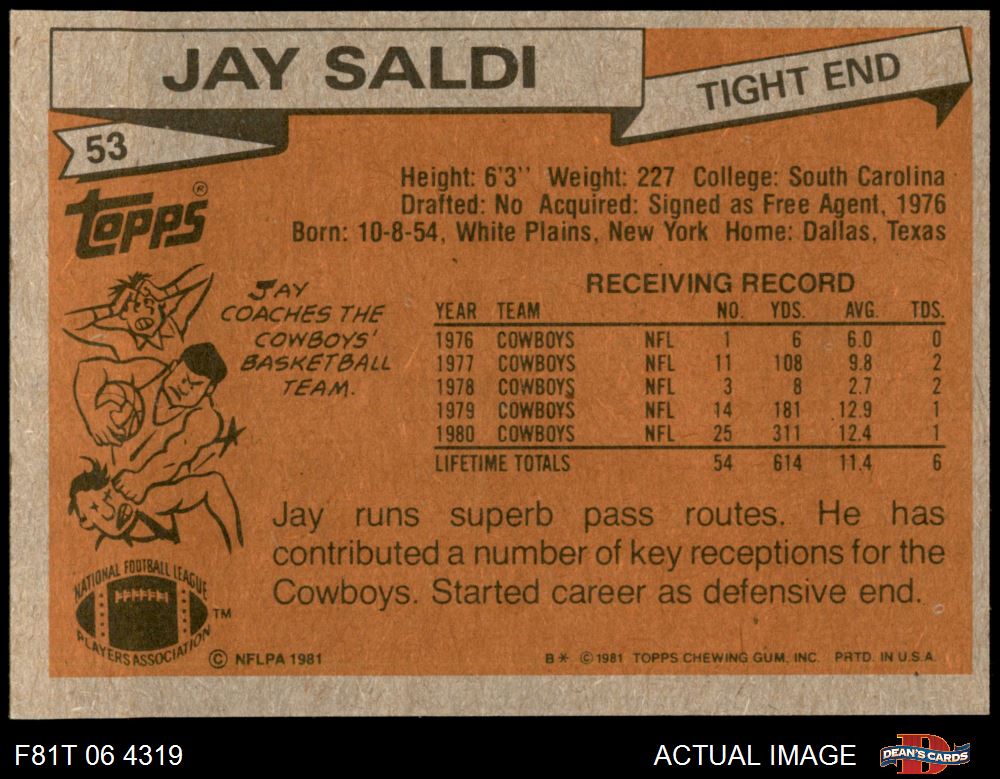 JAY SALDI
TIGHT END
53
Topps®
Height: 6'3'' Weight: 227 College: South Carolina
Drafted: No Acquired: Signed as Free Agent, 1976
Born: 10-8-54, White Plains, New York Home: Dallas, Texas
JAY
COACHES THE
COWBOYS'
BASKETBALL
TEAM.
RECEIVING RECORD
YEAR TEAM NO. YDS. AVG. TDS.
1976 COWBOYS NFL 1 6 6.0 0
1977 COWBOYS NFL 11 108 9.8 2
1978 COWBOYS NFL 3 8 2.7 2
1979 COWBOYS NFL 14 181 12.9 1
1980 COWBOYS NFL 25 311 12.4 1
LIFETIME TOTALS 54 614 11.4 6
Jay runs superb pass routes. He has
contributed a number of key receptions for the
Cowboys. Started career as defensive end.
NATIONAL FOOTBALL LEAGUE
PLAYERS ASSOCIATION
TM
© NFLPA 1981
B* © 1981 TOPPS CHEWING GUM, INC. PRTD. IN U.S.A.
F81T 06 4319
ACTUAL IMAGE
DEAN'S CARDS